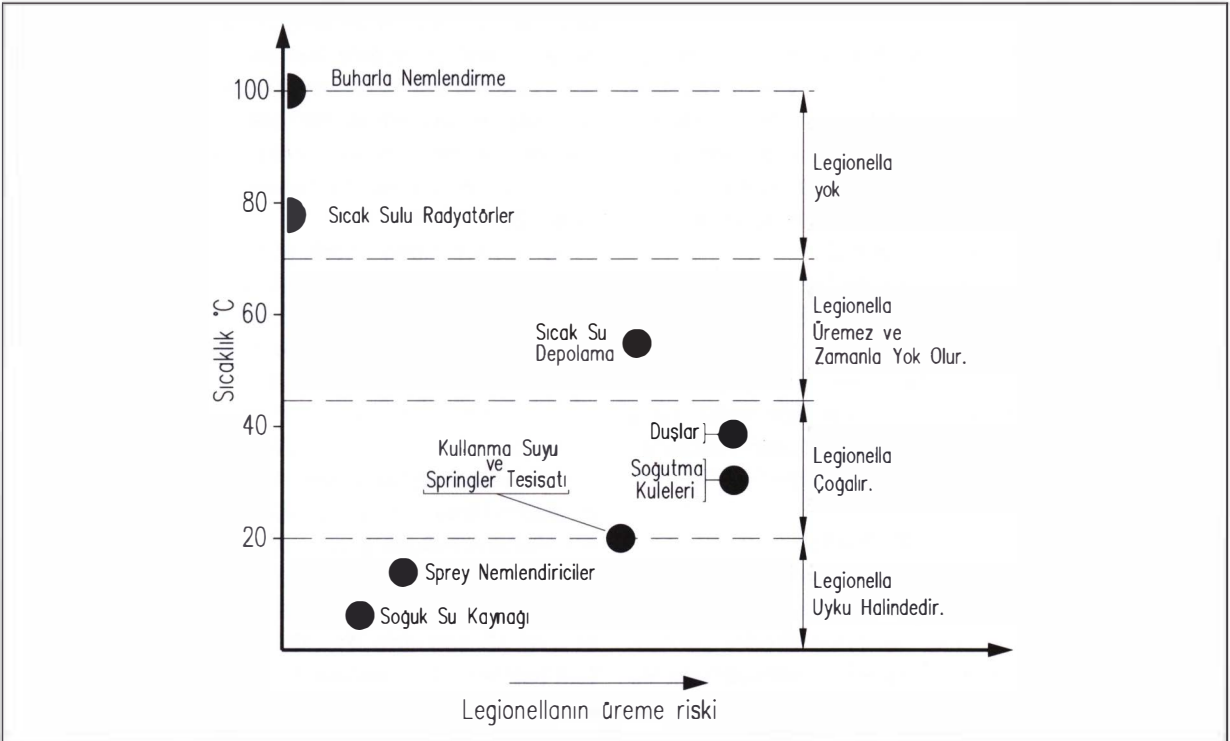 100
Buharla Nemlendirme
Legionella
yok
80
Sıcak Sulu Radyatörler
Sıcaklık °C
60
Sıcak Su
Depolama
Legionella
Üremez ve
Zamanla Yok Olur.
40
Duşlar
Kullanma Suyu
ve
Springler Tesisatı
Soğutma
Kuleleri
Legionella
Çoğalır.
20
Sprey Nemlendiriciler
Soğuk Su Kaynağı
Legionella
Uyku Halindedir.
Legionellanın üreme riski